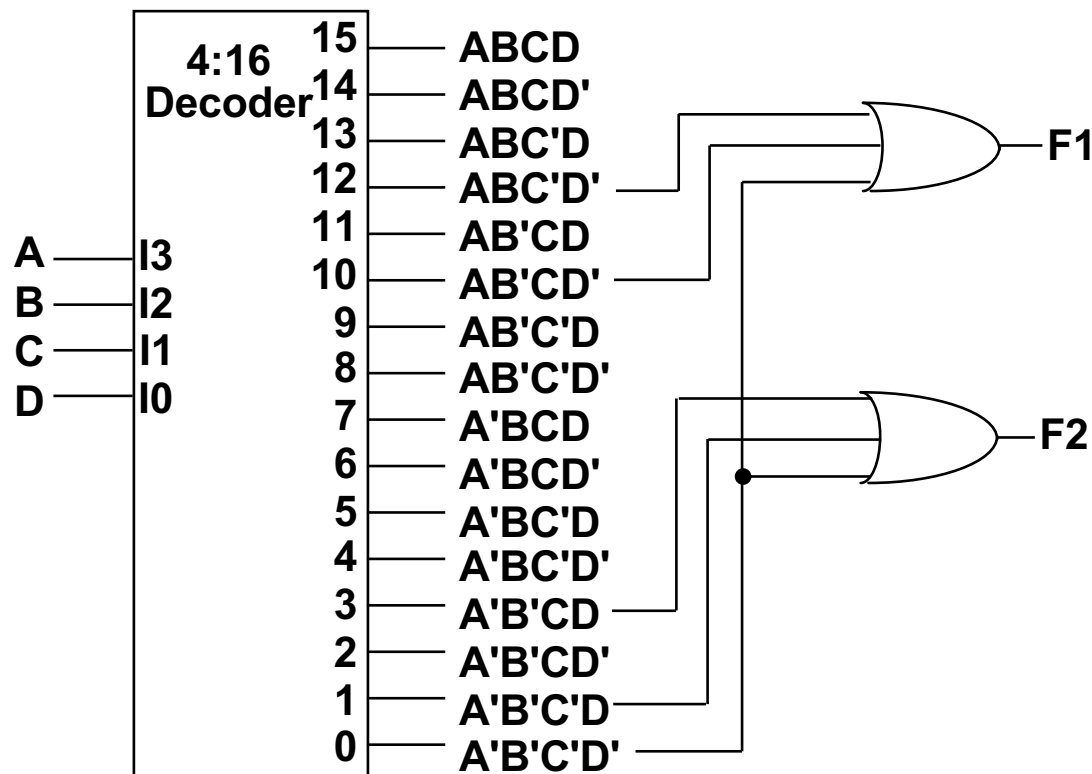 4:16
Decoder
A I3
B I2
C I1
D I0
15 ABCD
14 ABCD'
13 ABC'D
12 ABC'D'
11 AB'CD
10 AB'CD'
9 AB'C'D
8 AB'C'D'
7 A'BCD
6 A'BCD'
5 A'BC'D
4 A'BC'D'
3 A'B'CD
2 A'B'CD'
1 A'B'C'D
0 A'B'C'D'
F1
F2